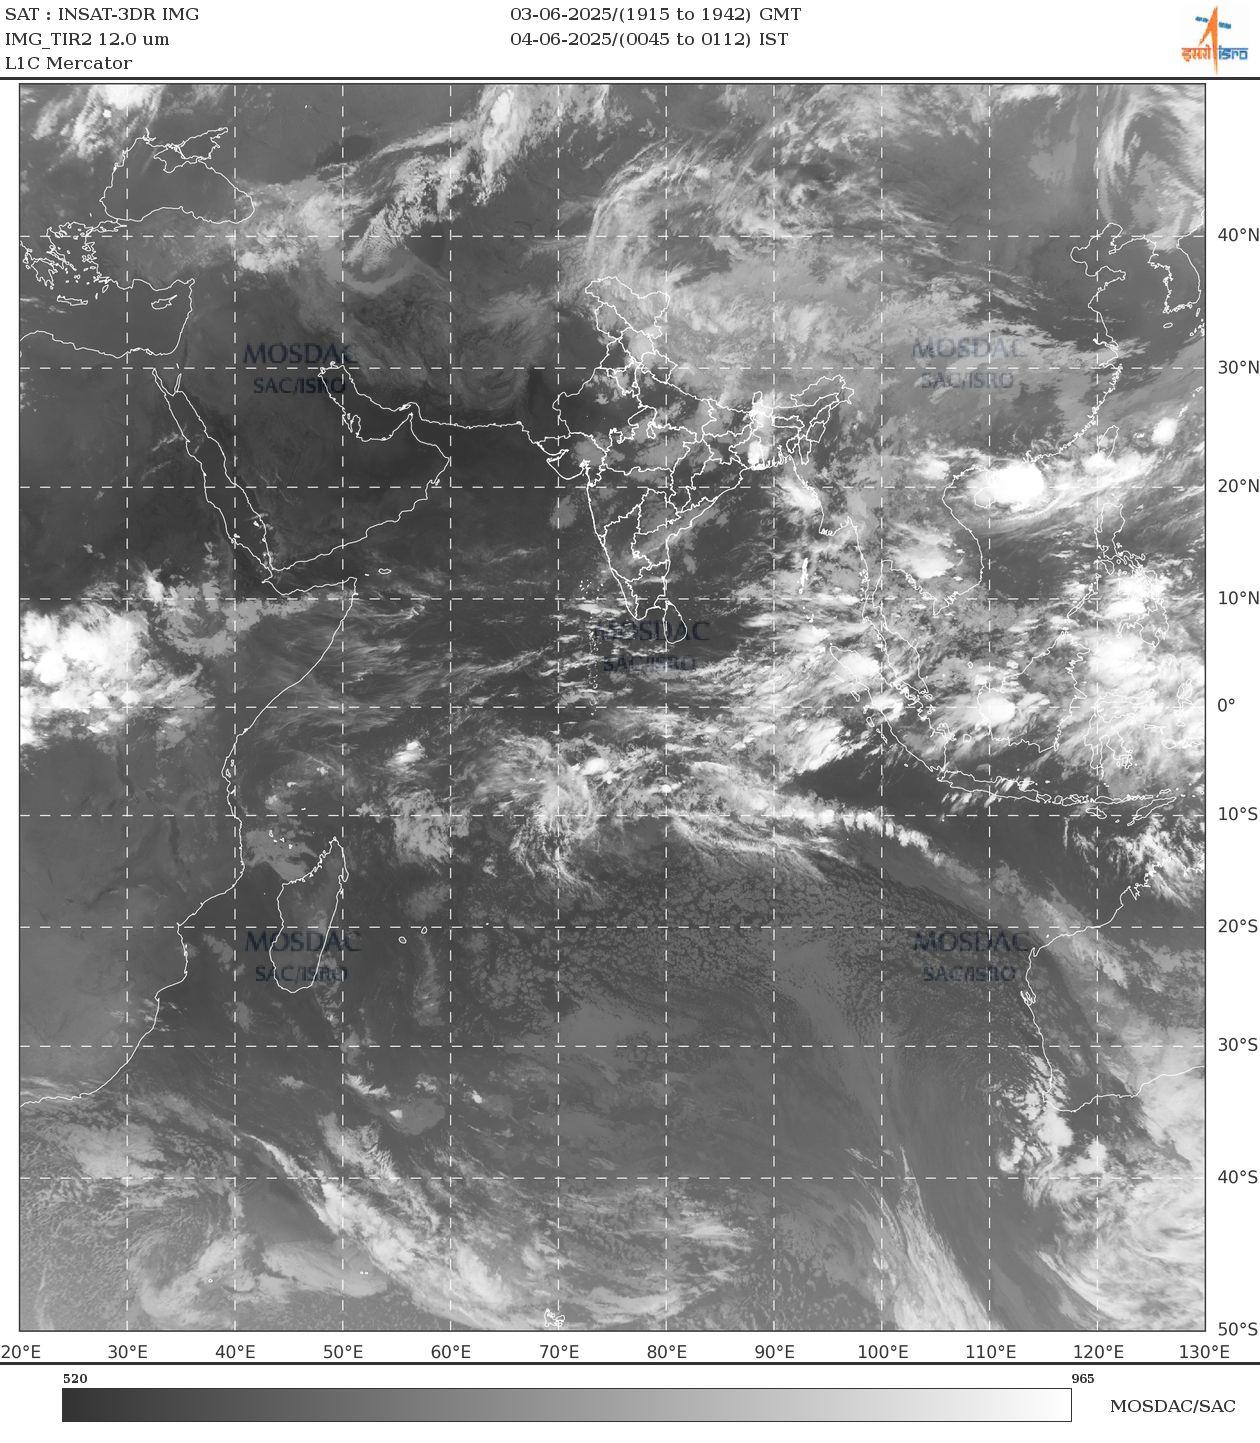 SAT : INSAT-3DR IMG
03-06-2025/(1915 to 1942) GMT
IMG_TIR2 12.0 um
04-06-2025/(0045 to 0112) IST
L1C Mercator
इसरो isro
40°N
MOSDAC
SAC/ISRO
MOSDAC
SAC/ISRO
30°N
20°N
10°N
MOSDAC
SAC/ISRO
0°
10°S
20°S
MOSDAC
SAC/ISRO
MOSDAC
SAC/ISRO
30°S
40°S
50°S
20°E 30°E 40°E 50°E 60°E 70°E 80°E 90°E 100°E 110°E 120°E 130°E
520 965
MOSDAC/SAC